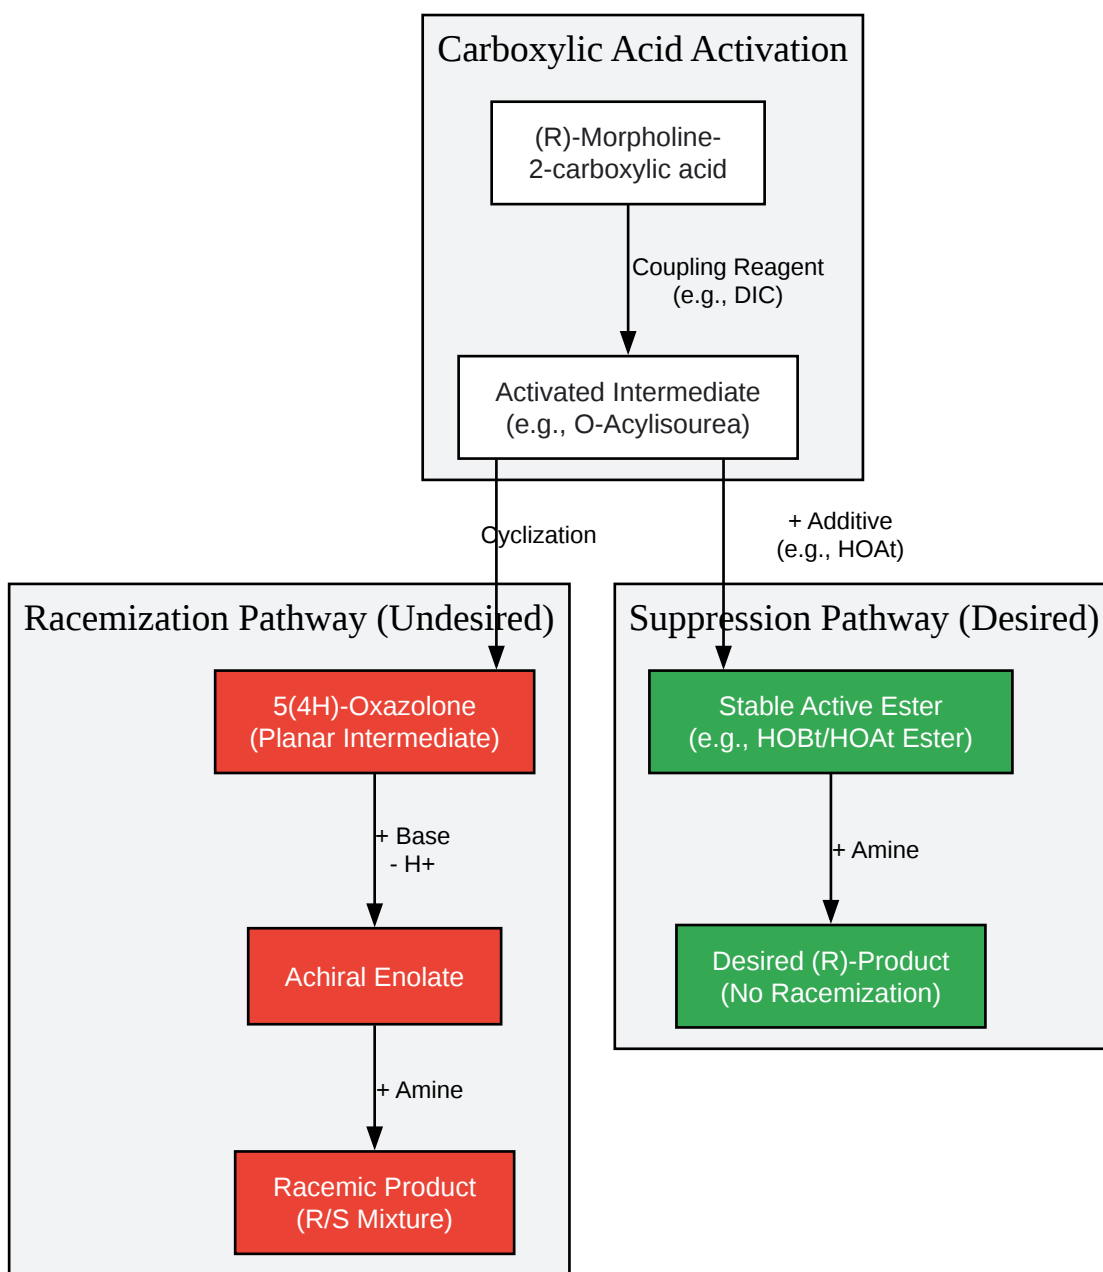 Carboxylic Acid Activation
(R)-Morpholine-
2-carboxylic acid
Coupling Reagent
(e.g., DIC)
Activated Intermediate
(e.g., O-Acylisourea)
Cyclization
+ Additive
(e.g., HOAt)
Racemization Pathway (Undesired)
5(4H)-Oxazolone
(Planar Intermediate)
+ Base
- H+
Achiral Enolate
+ Amine
Racemic Product
(R/S Mixture)
Suppression Pathway (Desired)
Stable Active Ester
(e.g., HOBt/HOAt Ester)
+ Amine
Desired (R)-Product
(No Racemization)